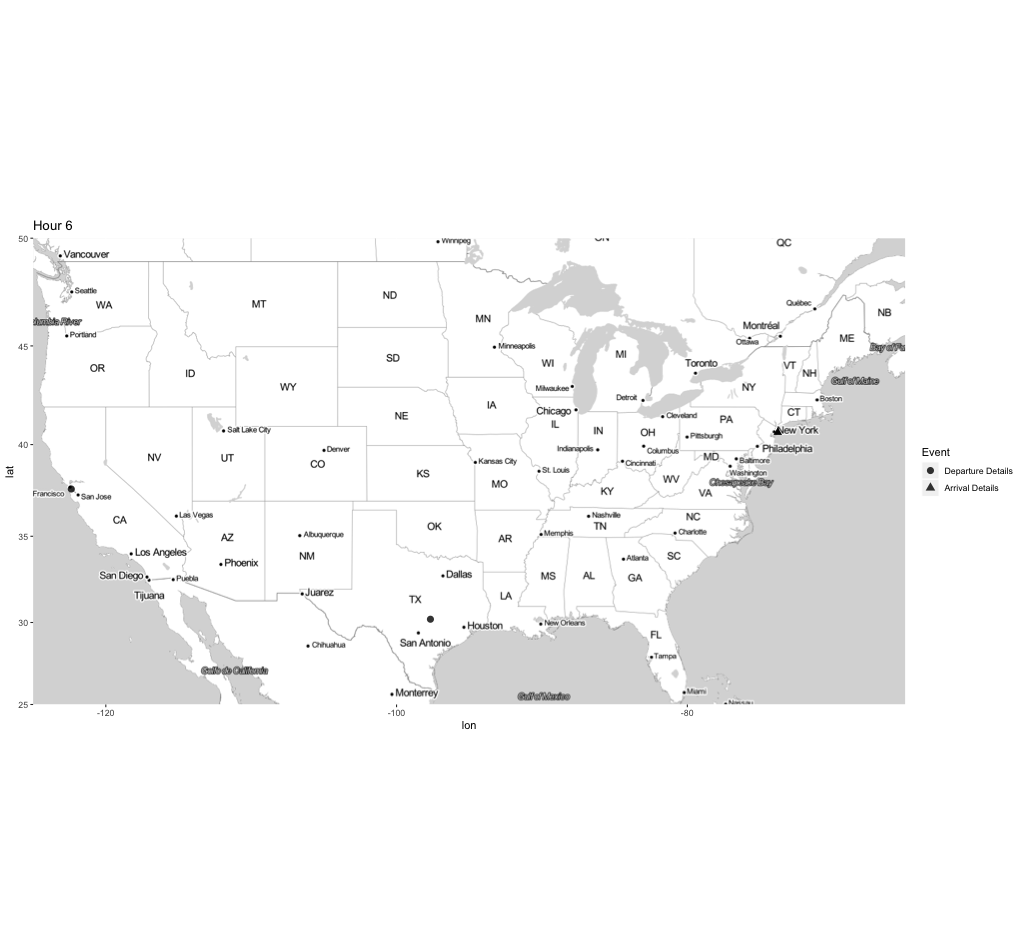 Hour 6
50
45
40
35
30
25
lat
-120
-100
-80
lon
Event
Departure Details
Arrival Details
Vancouver
Winnipeg
QC
Seattle
WA
MT
ND
MN
Québec
NB
Portland
Montréal
Ottawa
ME
OR
ID
SD
Minneapolis
WI
MI
Toronto
VT
NH
NY
Gulf of Maine
WY
Milwaukee
Detroit
Boston
NE
IA
Chicago
IL
IN
OH
Cleveland
PA
CT
New York
Salt Lake City
Pittsburgh
Denver
UT
NV
CO
KS
Kansas City
MO
St. Louis
Indianapolis
Columbus
Cincinnati
MD
Baltimore
Philadelphia
Washington
Chesapeake Bay
WV
VA
KY
Francisco
San Jose
CA
Las Vegas
AZ
Albuquerque
NM
OK
AR
Nashville
TN
Memphis
NC
Charlotte
SC
Los Angeles
Phoenix
San Diego
Puebla
Tijuana
Juarez
Dallas
TX
LA
MS
AL
Atlanta
GA
Houston
San Antonio
New Orleans
FL
Chihuahua
Tampa
Golfo de California
Monterrey
Gulf of Mexico
Miami